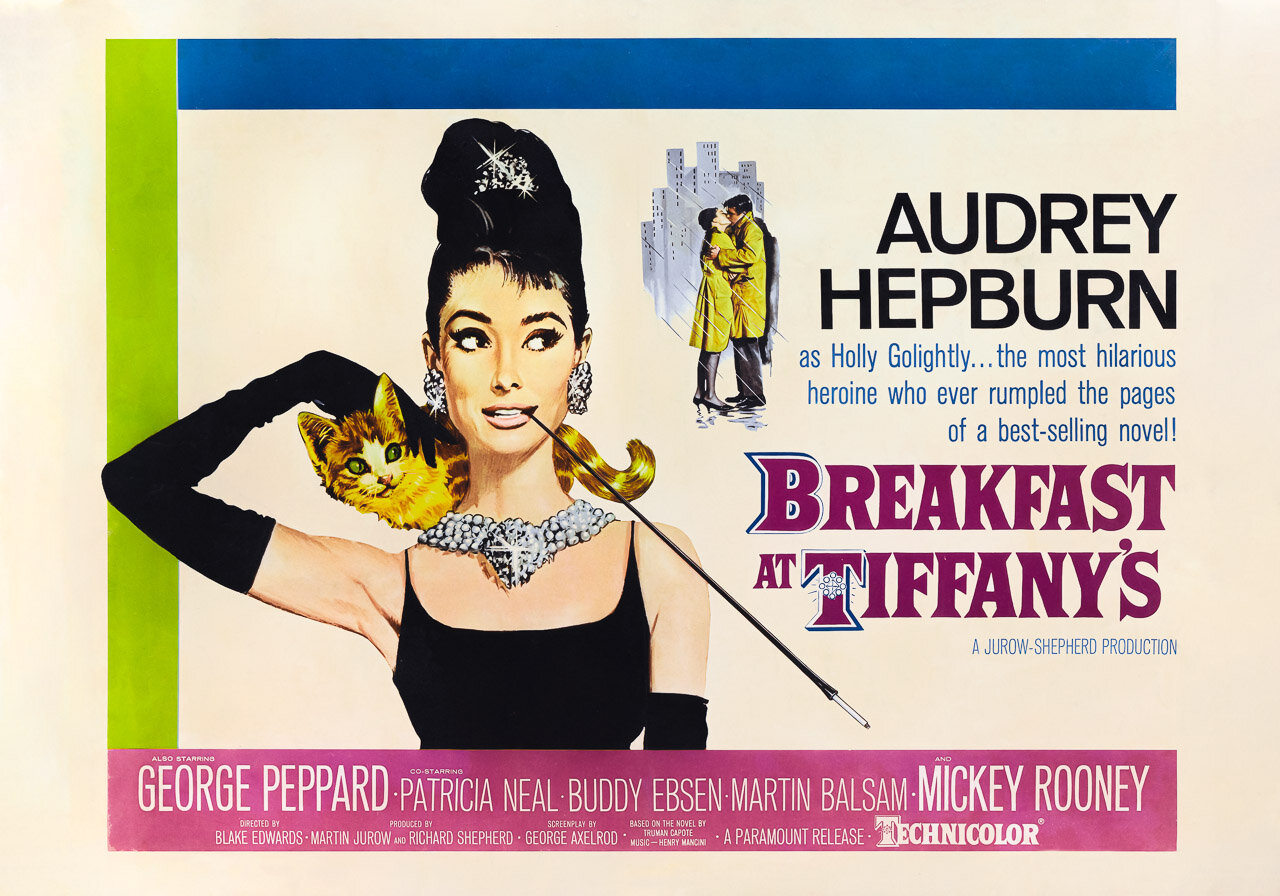 AUDREY
HEPBURN
as Holly Golightly...the most hilarious
heroine who ever rumpled the pages
of a best-selling novel!
BREAKFAST
AT TIFFANY'S
A JUROW-SHEPHERD PRODUCTION
ALSO STARRING
GEORGE PEPPARD·
CO-STARRING
PATRICIA NEAL·BUDDY EBSEN·MARTIN BALSAM·
AND
MICKEY ROONEY
DIRECTED BY
BLAKE EDWARDS·
PRODUCED BY
MARTIN JUROW AND RICHARD SHEPHERD·
SCREENPLAY BY
GEORGE AXELROD·
BASED ON THE NOVEL BY
TRUMAN CAPOTE
MUSIC—HENRY MANCINI
·A PARAMOUNT RELEASE·
TECHNICOLOR®